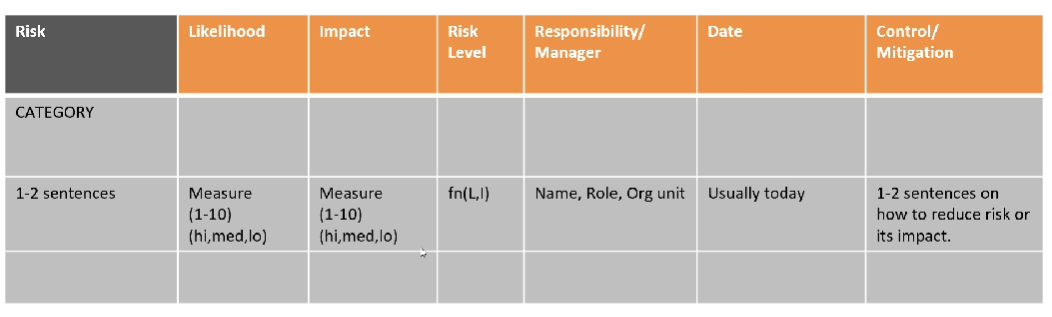 Risk
Likelihood
Impact
Risk
Level
Responsibility/
Manager
Date
Control/
Mitigation
CATEGORY
1-2 sentences
Measure
(1-10)
(hi,med,lo)
Measure
(1-10)
(hi,med,lo)
fn(L,I)
Name, Role, Org unit
Usually today
1-2 sentences on
how to reduce risk or
its impact.